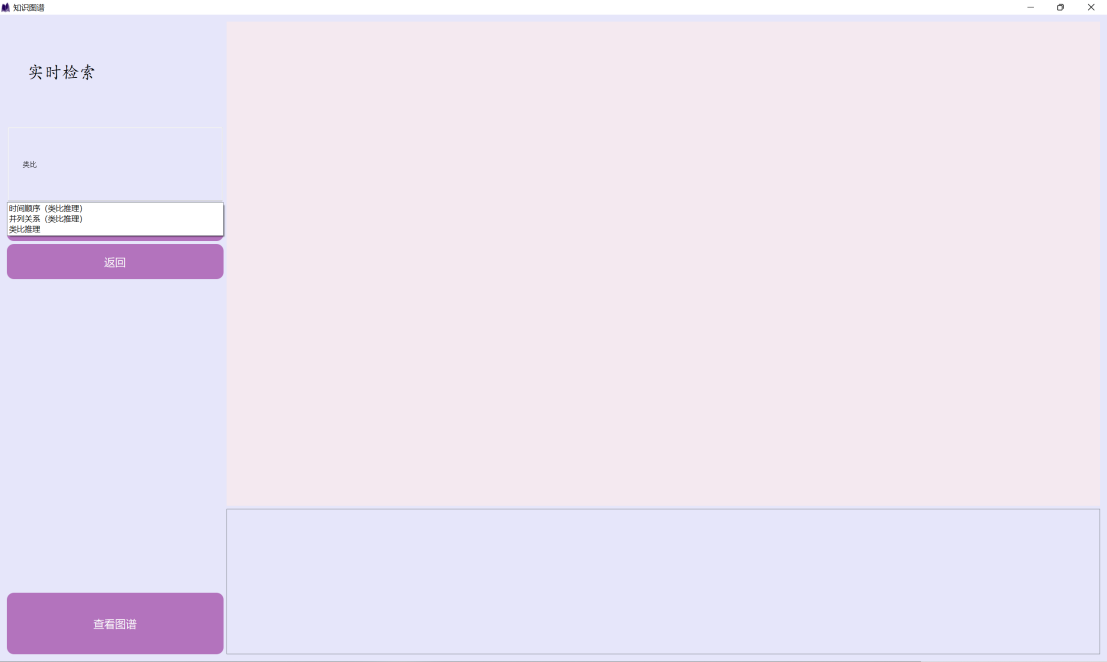 知识图谱
实时检索
类比
时间顺序（类比推理）
并列关系（类比推理）
类比推理
返回
查看图谱